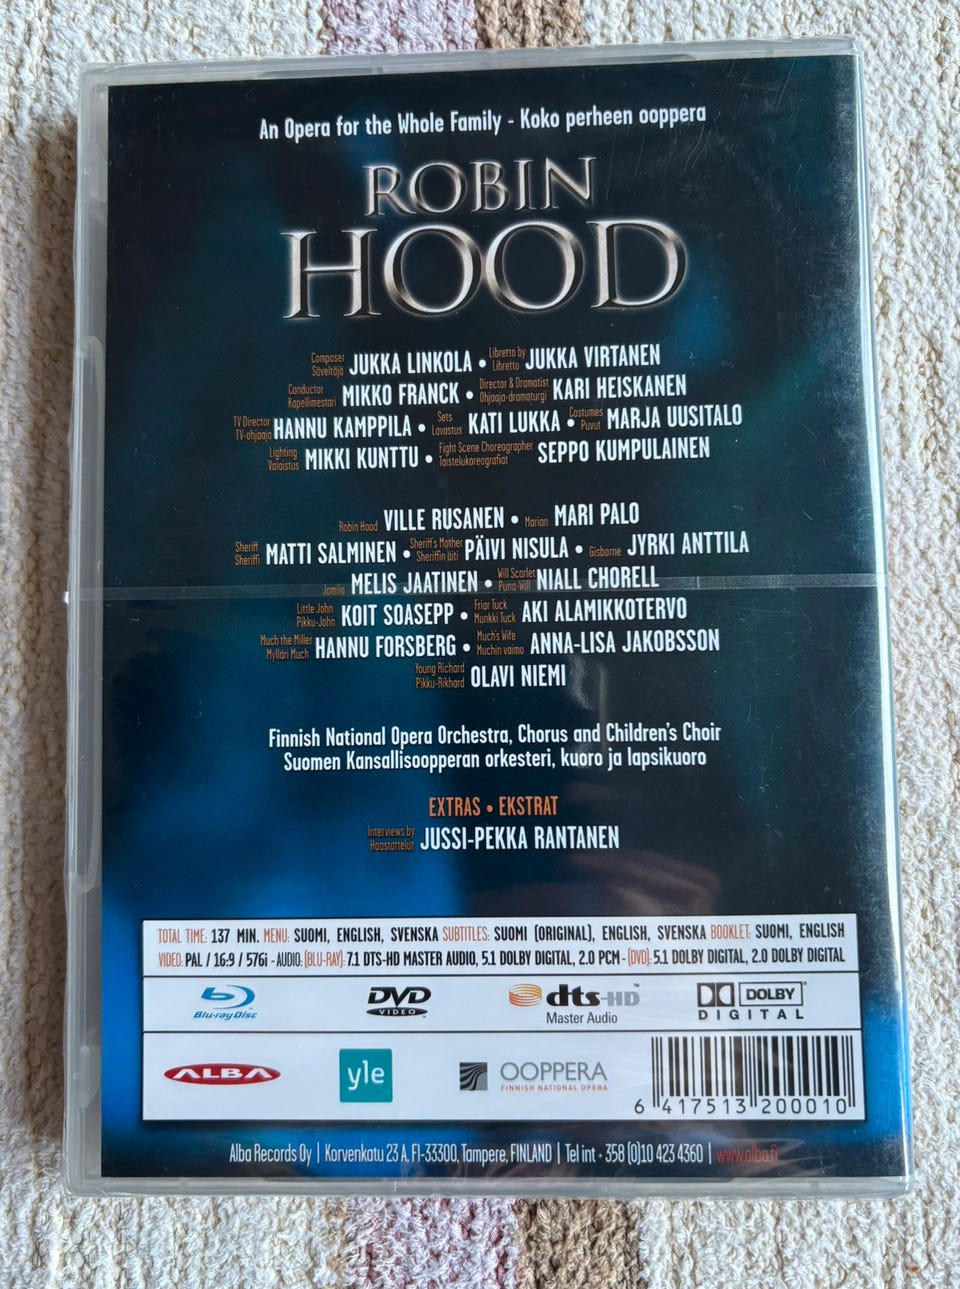 An Opera for the Whole Family - Koko perheen ooppera
ROBIN
HOOD
Composer Säveltäjä JUKKA LINKOLA • Libretto by Libretto JUKKA VIRTANEN
Conductor Kapellimestari MIKKO FRANCK • Director & Dramatist Ohjaaja-dramaturgi KARI HEISKANEN
TV Director TV-ohjaaja HANNU KAMPPILA • Sets Lavastus KATI LUKKA • Costumes Puvut MARJA UUSITALO
Lighting Valaistus MIKKI KUNTTU • Fight Scene Choreographer Taistelukoreografiat SEPPO KUMPULAINEN
Robin Hood VILLE RUSANEN • Marian MARI PALO
Sheriff Sheriffi MATTI SALMINEN • Sheriff's Mother Sheriffin äiti PÄIVI NISULA • Gisborne JYRKI ANTTILA
Jamila MELIS JAATINEN • Will Scarlet Puna-Will NIALL CHORELL
Little John Pikku-John KOIT SOASEPP • Friar Tuck Munkki Tuck AKI ALAMIKKOTERVO
Much the Miller Mylläri Much HANNU FORSBERG • Much's Wife Muchin vaimo ANNA-LISA JAKOBSSON
Young Richard Pikku-Rikhard OLAVI NIEMI
Finnish National Opera Orchestra, Chorus and Children's Choir
Suomen Kansallisoopperan orkesteri, kuoro ja lapsikuoro
EXTRAS • EKSTRAT
Interviews by Haastattelut JUSSI-PEKKA RANTANEN
TOTAL TIME: 137 MIN. MENU: SUOMI, ENGLISH, SVENSKA SUBTITLES: SUOMI (ORIGINAL), ENGLISH, SVENSKA BOOKLET: SUOMI, ENGLISH
VIDEO: PAL / 16:9 / 576i - AUDIO: (BLU-RAY): 7.1 DTS-HD MASTER AUDIO, 5.1 DOLBY DIGITAL, 2.0 PCM - (DVD): 5.1 DOLBY DIGITAL, 2.0 DOLBY DIGITAL
Blu-ray Disc
DVD VIDEO
dts-HD Master Audio
DOLBY DIGITAL
ALBA
yle
OOPPERA
FINNISH NATIONAL OPERA
6 417513 200010
Alba Records Oy | Korvenkatu 23 A, FI-33300, Tampere, FINLAND | Tel int + 358 (0)10 423 4360 | www.alba.fi